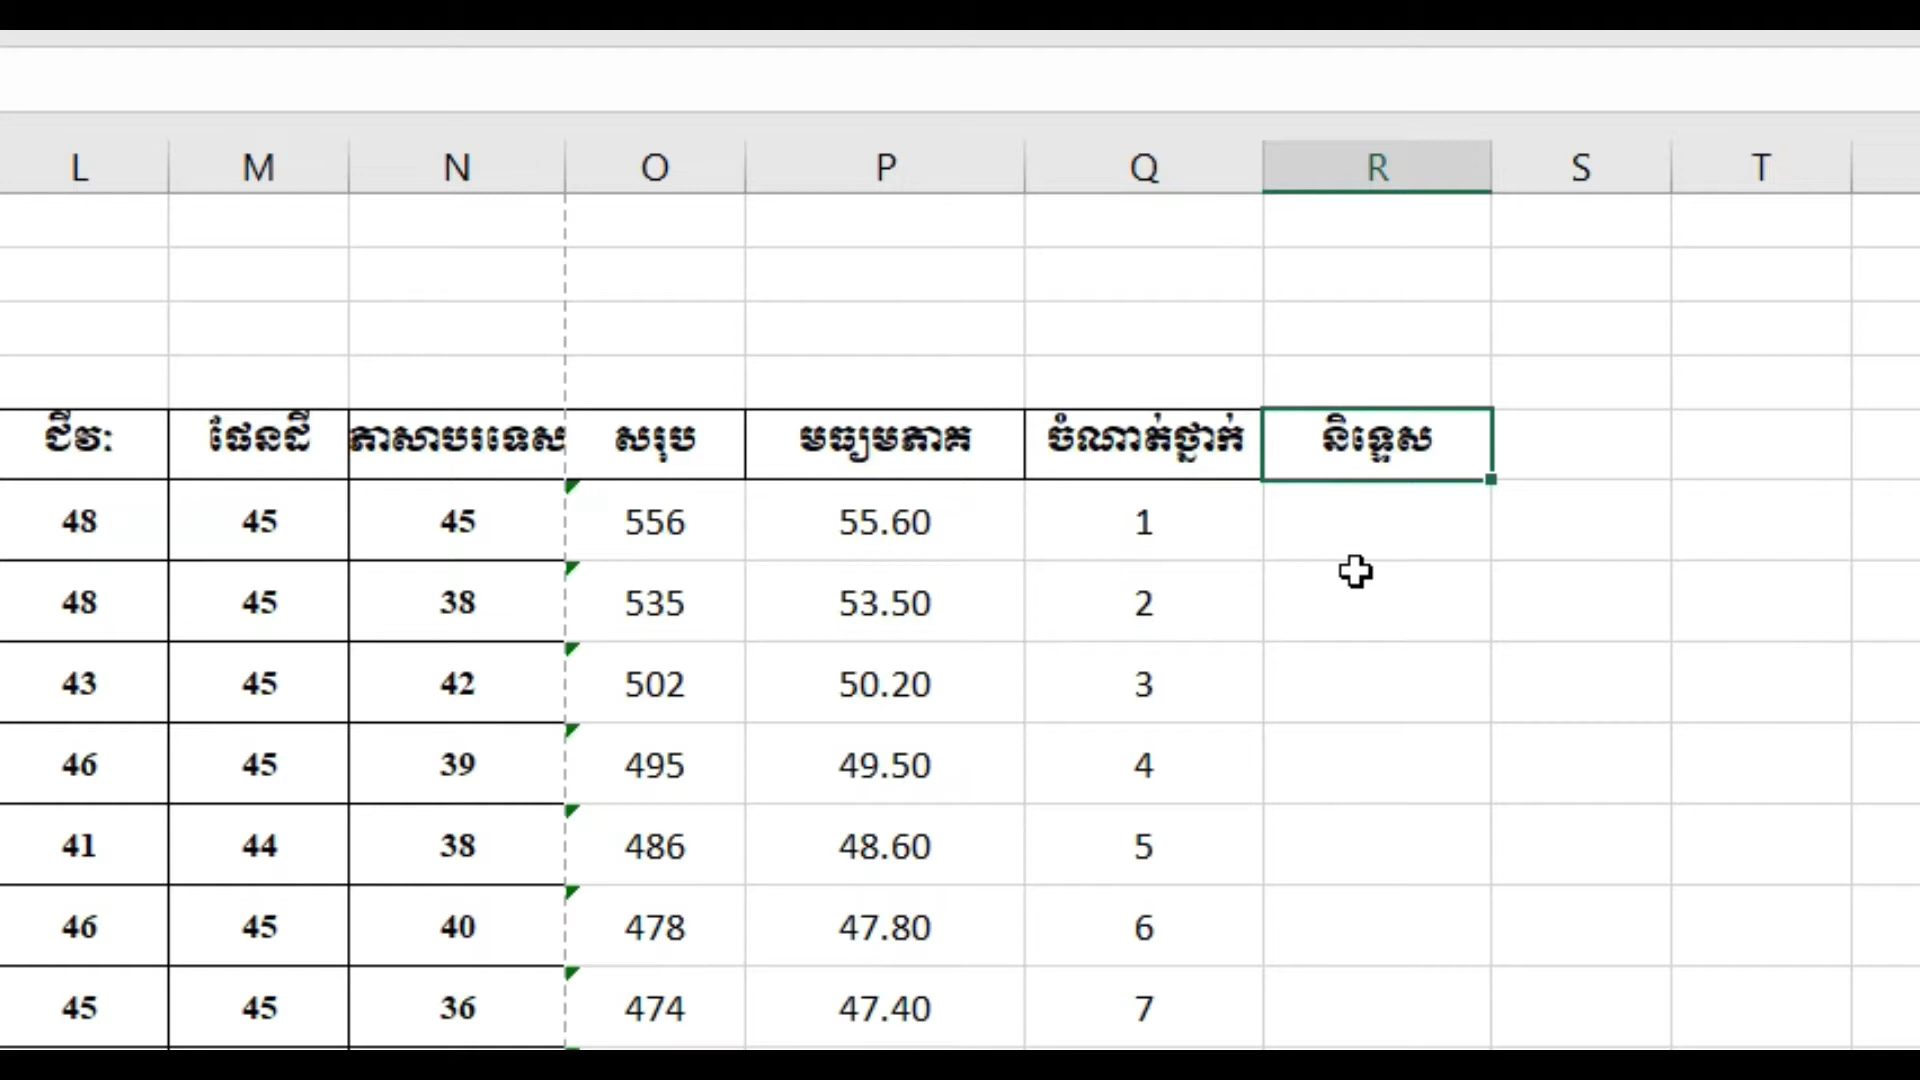 L M N O P Q R S T
ជីវៈ ផែនដី ភាសាបរទេស សរុប មធ្យមភាគ ចំណាត់ថ្នាក់ និទ្ទេស
48 45 45 556 55.60 1
48 45 38 535 53.50 2
43 45 42 502 50.20 3
46 45 39 495 49.50 4
41 44 38 486 48.60 5
46 45 40 478 47.80 6
45 45 36 474 47.40 7